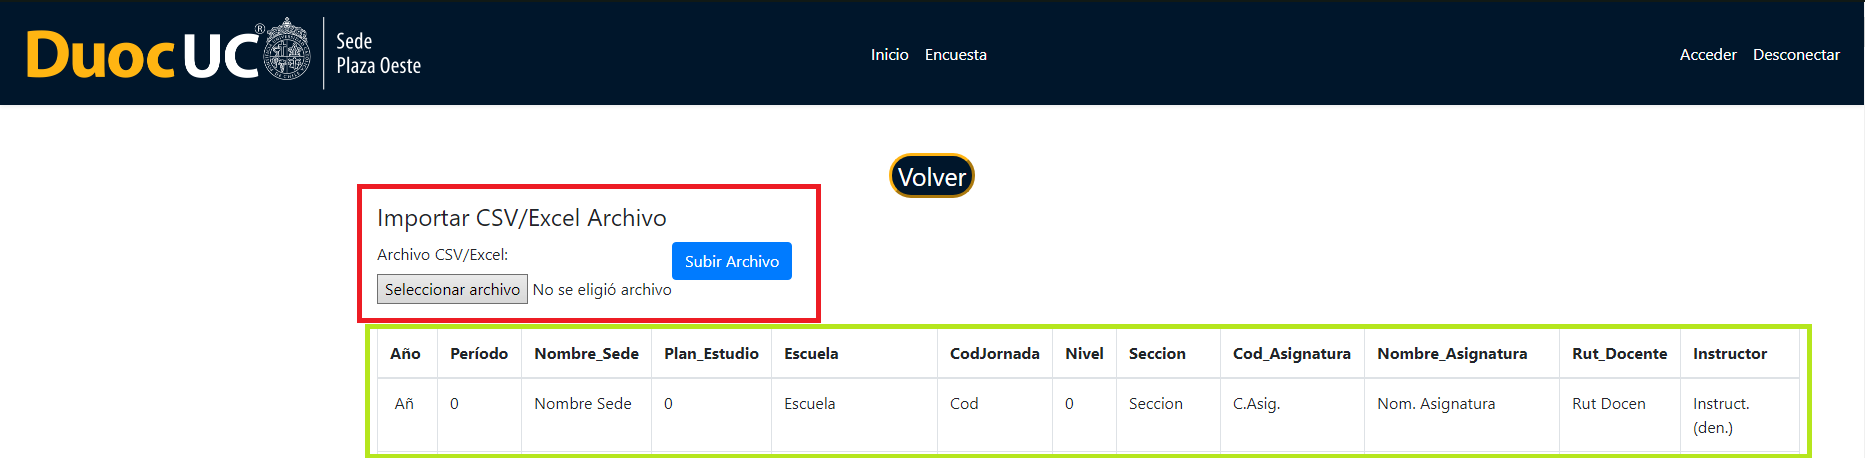 DuocUC® Sede
Plaza Oeste
Inicio Encuesta
Acceder Desconectar
Volver
Importar CSV/Excel Archivo
Archivo CSV/Excel:
Subir Archivo
Seleccionar archivo No se eligió archivo
Año Período Nombre_Sede Plan_Estudio Escuela CodJornada Nivel Seccion Cod_Asignatura Nombre_Asignatura Rut_Docente Instructor
Añ 0 Nombre Sede 0 Escuela Cod 0 Seccion C.Asig. Nom. Asignatura Rut Docen Instruct.
(den.)